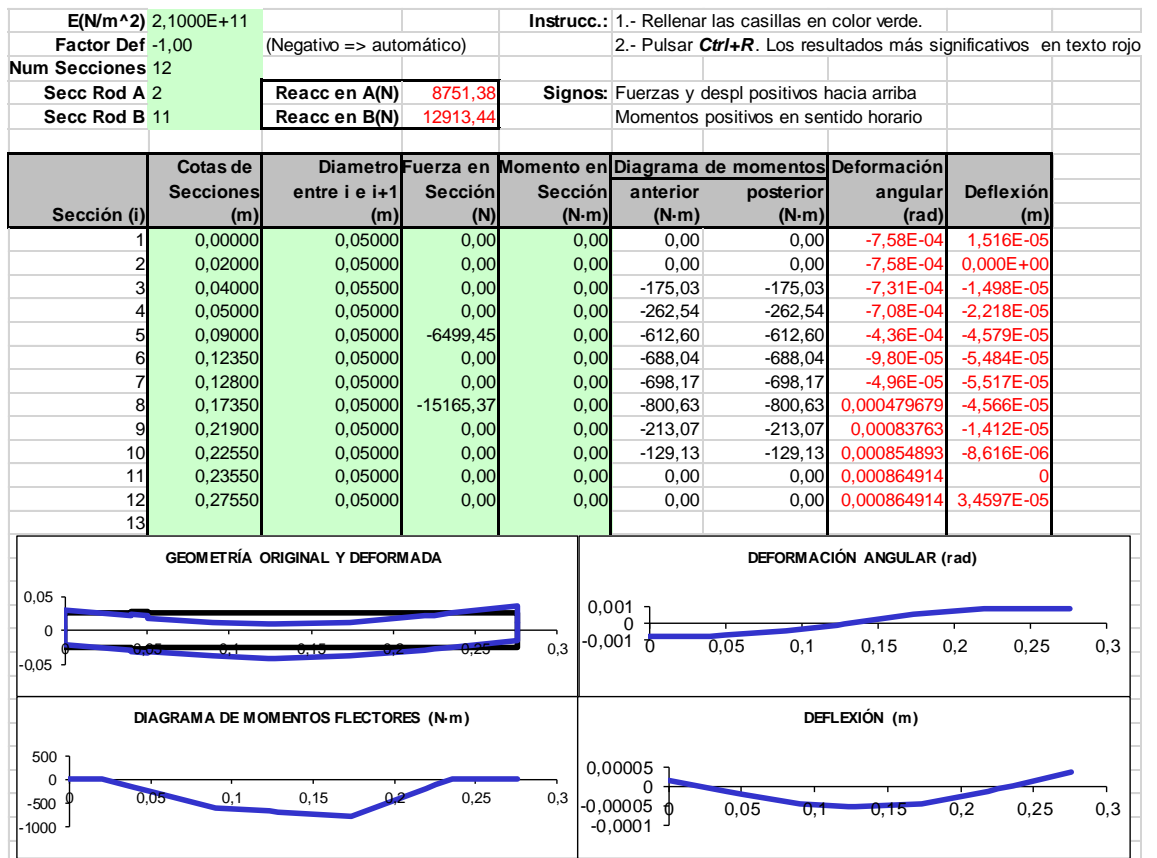 E(N/m^2) 2,1000E+11 Instrucc.: 1.- Rellenar las casillas en color verde.
Factor Def -1,00 (Negativo => automático) 2.- Pulsar Ctrl+R. Los resultados más significativos en texto rojo
Num Secciones 12
Secc Rod A 2 Reacc en A(N) 8751,38 Signos: Fuerzas y despl positivos hacia arriba
Secc Rod B 11 Reacc en B(N) 12913,44 Momentos positivos en sentido horario
Cotas de Diametro Fuerza en Momento en Diagrama de momentos Deformación
Secciones entre i e i+1 Sección Sección anterior posterior angular Deflexión
Sección (i) (m) (m) (N) (N·m) (N·m) (N·m) (rad) (m)
1 0,00000 0,05000 0,00 0,00 0,00 0,00 -7,58E-04 1,516E-05
2 0,02000 0,05000 0,00 0,00 0,00 0,00 -7,58E-04 0,000E+00
3 0,04000 0,05500 0,00 0,00 -175,03 -175,03 -7,31E-04 -1,498E-05
4 0,05000 0,05000 0,00 0,00 -262,54 -262,54 -7,08E-04 -2,218E-05
5 0,09000 0,05000 -6499,45 0,00 -612,60 -612,60 -4,36E-04 -4,579E-05
6 0,12350 0,05000 0,00 0,00 -688,04 -688,04 -9,80E-05 -5,484E-05
7 0,12800 0,05000 0,00 0,00 -698,17 -698,17 -4,96E-05 -5,517E-05
8 0,17350 0,05000 -15165,37 0,00 -800,63 -800,63 0,000479679 -4,566E-05
9 0,21900 0,05000 0,00 0,00 -213,07 -213,07 0,00083763 -1,412E-05
10 0,22550 0,05000 0,00 0,00 -129,13 -129,13 0,000854893 -8,616E-06
11 0,23550 0,05000 0,00 0,00 0,00 0,00 0,000864914 0
12 0,27550 0,05000 0,00 0,00 0,00 0,00 0,000864914 3,4597E-05
13
GEOMETRÍA ORIGINAL Y DEFORMADA
0,05
0
-0,05
0 0,05 0,1 0,15 0,2 0,25 0,3
DEFORMACIÓN ANGULAR (rad)
0,001
0
-0,001
0 0,05 0,1 0,15 0,2 0,25 0,3
DIAGRAMA DE MOMENTOS FLECTORES (N·m)
500
0
-500
-1000
0 0,05 0,1 0,15 0,2 0,25 0,3
DEFLEXIÓN (m)
0,00005
0
-0,00005
-0,0001
0 0,05 0,1 0,15 0,2 0,25 0,3